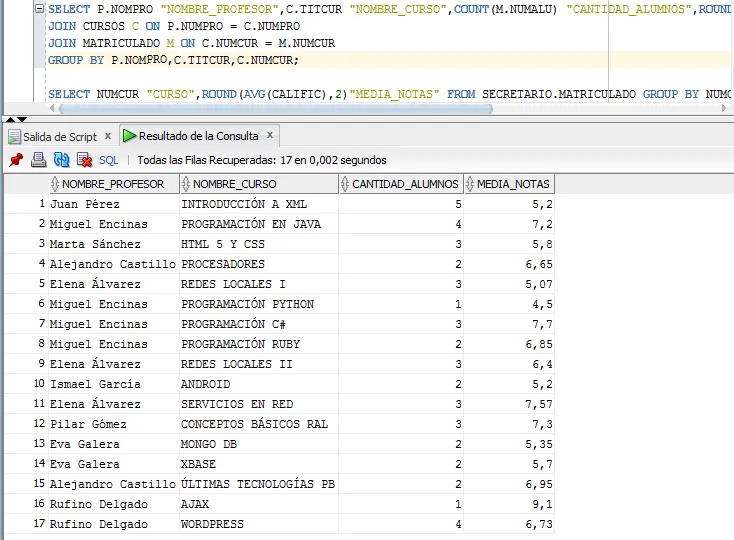 SELECT P.NOMPRO "NOMBRE_PROFESOR",C.TITCUR "NOMBRE_CURSO",COUNT(M.NUMALU) "CANTIDAD_ALUMNOS",ROUND
JOIN CURSOS C ON P.NUMPRO = C.NUMPRO
JOIN MATRICULADO M ON C.NUMCUR = M.NUMCUR
GROUP BY P.NOMPRO,C.TITCUR,C.NUMCUR;
SELECT NUMCUR "CURSO",ROUND(AVG(CALIFIC),2)"MEDIA_NOTAS" FROM SECRETARIO.MATRICULADO GROUP BY NUMC
Salida de Script x Resultado de la Consulta x
SQL | Todas las Filas Recuperadas: 17 en 0,002 segundos
NOMBRE_PROFESOR NOMBRE_CURSO CANTIDAD_ALUMNOS MEDIA_NOTAS
1 Juan Pérez INTRODUCCIÓN A XML 5 5,2
2 Miguel Encinas PROGRAMACIÓN EN JAVA 4 7,2
3 Marta Sánchez HTML 5 Y CSS 3 5,8
4 Alejandro Castillo PROCESADORES 2 6,65
5 Elena Álvarez REDES LOCALES I 3 5,07
6 Miguel Encinas PROGRAMACIÓN PYTHON 1 4,5
7 Miguel Encinas PROGRAMACIÓN C# 3 7,7
8 Miguel Encinas PROGRAMACIÓN RUBY 2 6,85
9 Elena Álvarez REDES LOCALES II 3 6,4
10 Ismael García ANDROID 2 5,2
11 Elena Álvarez SERVICIOS EN RED 3 7,57
12 Pilar Gómez CONCEPTOS BÁSICOS RAL 3 7,3
13 Eva Galera MONGO DB 2 5,35
14 Eva Galera XBASE 2 5,7
15 Alejandro Castillo ÚLTIMAS TECNOLOGÍAS PB 2 6,95
16 Rufino Delgado AJAX 1 9,1
17 Rufino Delgado WORDPRESS 4 6,73